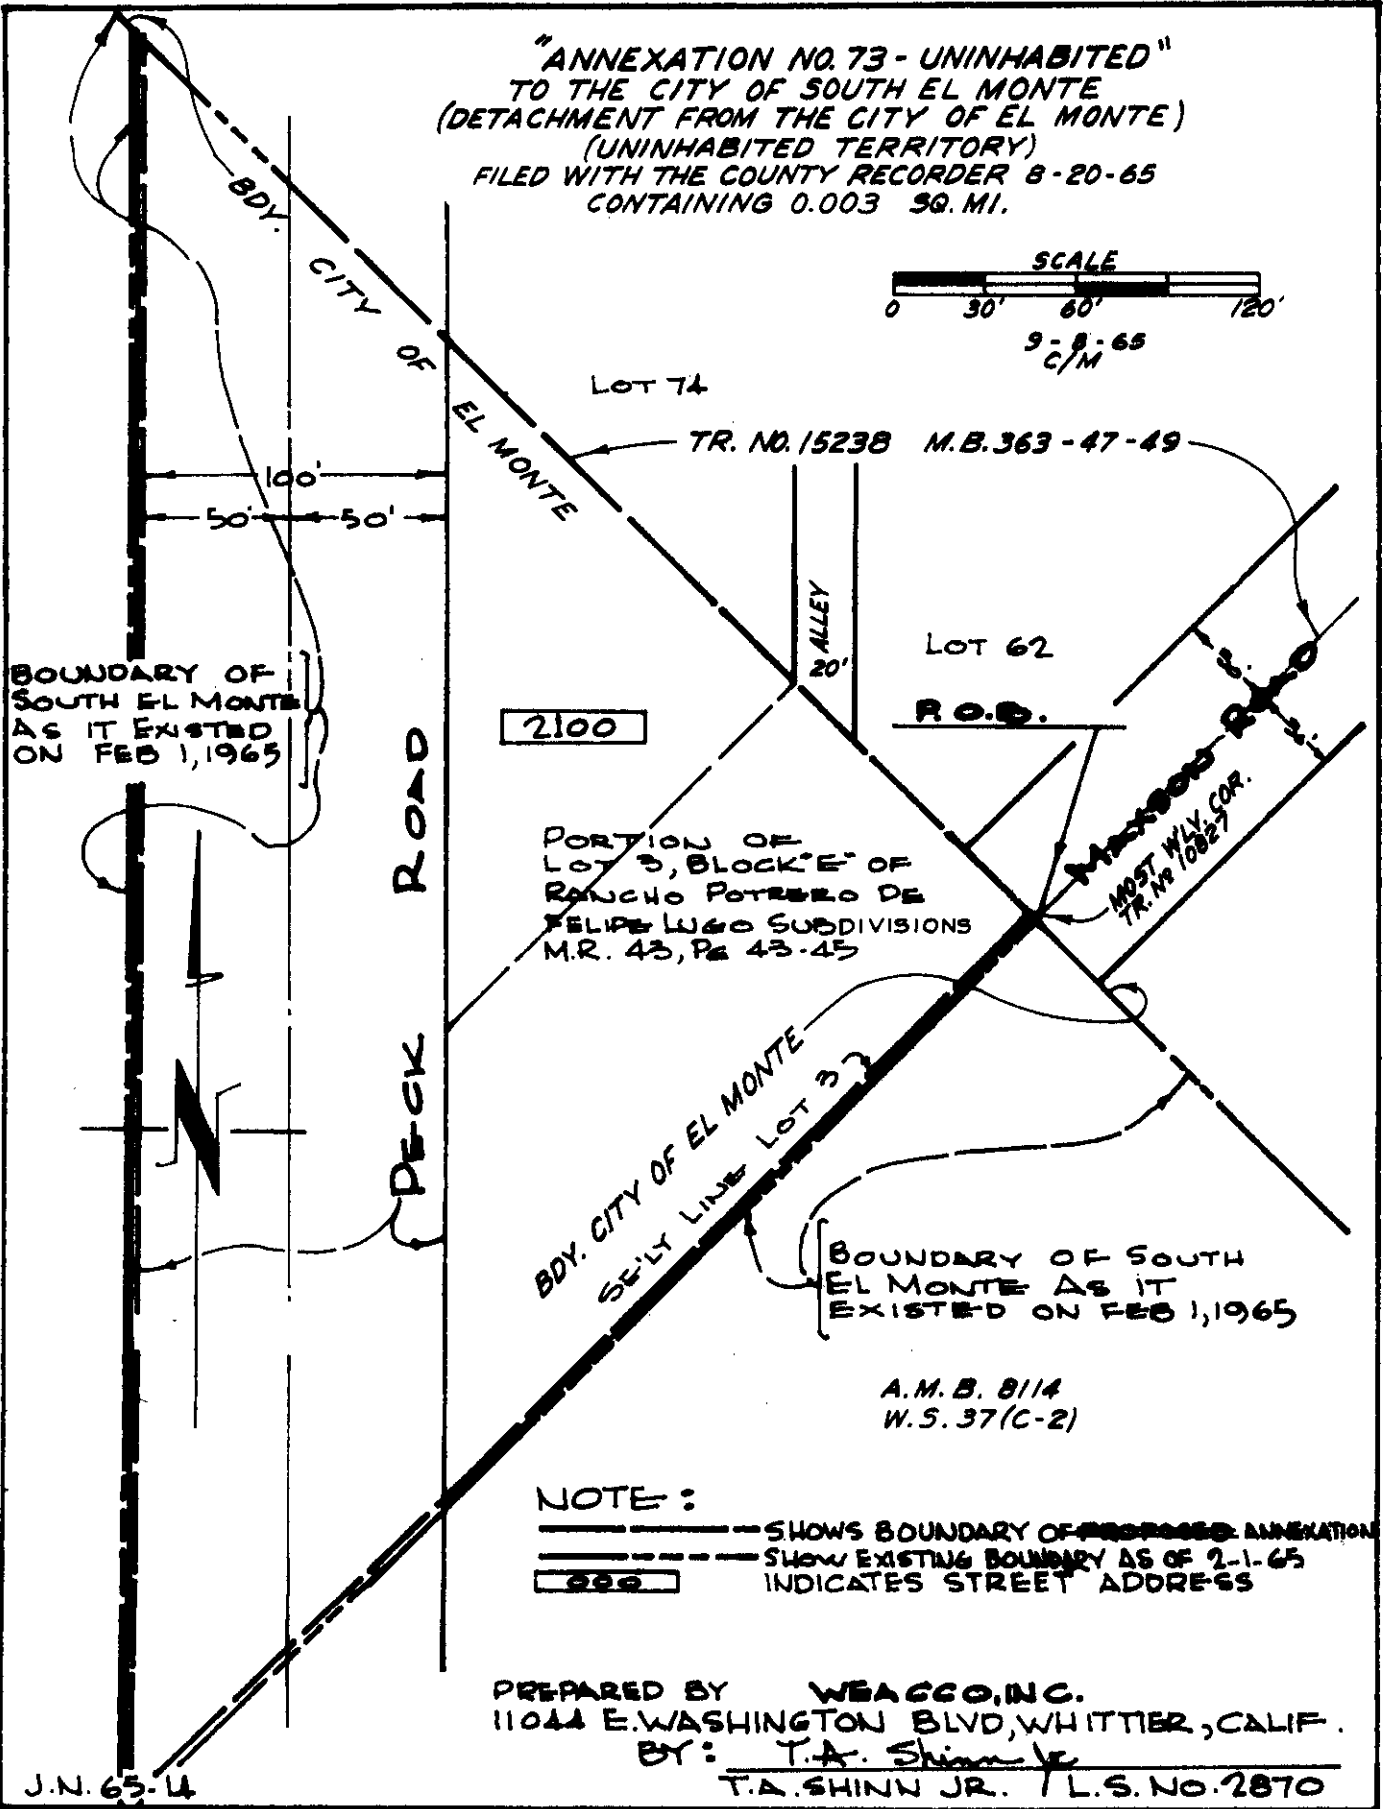 "ANNEXATION NO. 73 - UNINHABITED"
TO THE CITY OF SOUTH EL MONTE
(DETACHMENT FROM THE CITY OF EL MONTE)
(UNINHABITED TERRITORY)
FILED WITH THE COUNTY RECORDER 8-20-65
CONTAINING 0.003 SQ. MI.
SCALE
0 30' 60' 120'
9-8-65
C/M
BDY. CITY OF EL MONTE
LOT 74
TR. NO. 15238 M.B. 363-47-49
100'
50' 50'
ALLEY
20'
LOT 62
P.O.B.
MAXSON RD
MOST W'LY. COR.
TR. Nº 10827
BOUNDARY OF
SOUTH EL MONTE
AS IT EXISTED
ON FEB 1, 1965
2100
PECK ROAD
PORTION OF
LOT 3, BLOCK "E" OF
RANCHO POTRERO DE
FELIPE LUGO SUBDIVISIONS
M.R. 43, PG 43-45
N
BDY. CITY OF EL MONTE
SE'LY LINE LOT 3
BOUNDARY OF SOUTH
EL MONTE AS IT
EXISTED ON FEB 1, 1965
A.M.B. 8114
W.S. 37 (C-2)
NOTE:
SHOWS BOUNDARY OF PROPOSED ANNEXATION
SHOW EXISTING BOUNDARY AS OF 2-1-65
000 INDICATES STREET ADDRESS
PREPARED BY WEAGCO, INC.
11044 E. WASHINGTON BLVD, WHITTIER, CALIF.
BY: T.A. Shinn Jr
T.A. SHINN JR. L.S. NO. 2870
J.N. 65-14